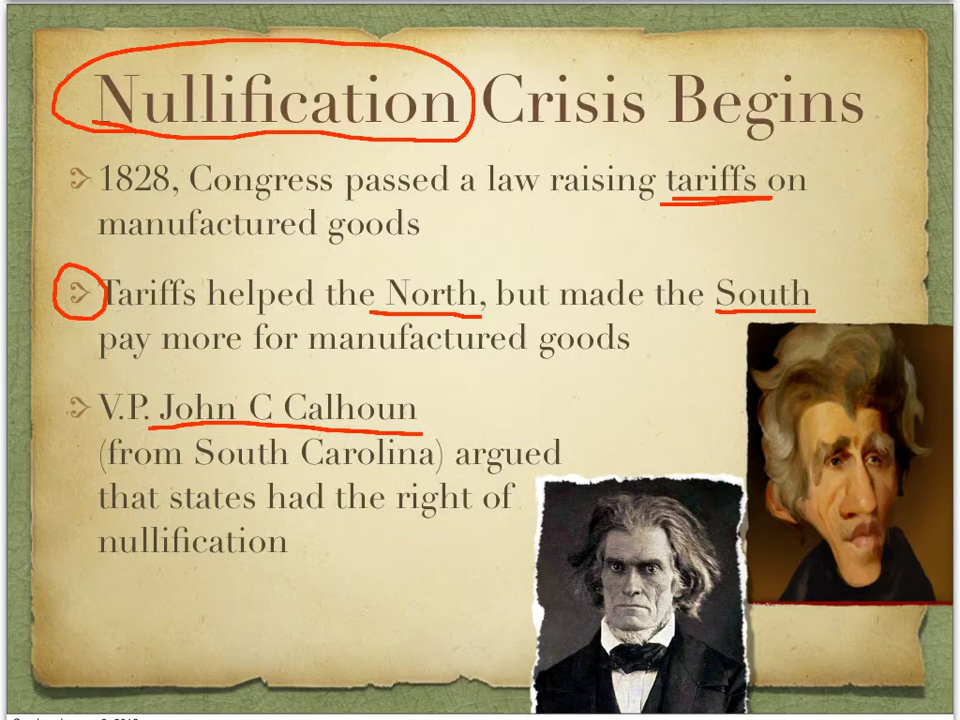 Nullification Crisis Begins
1828, Congress passed a law raising tariffs on
manufactured goods
Tariffs helped the North, but made the South
pay more for manufactured goods
V.P. John C Calhoun
(from South Carolina) argued
that states had the right of
nullification